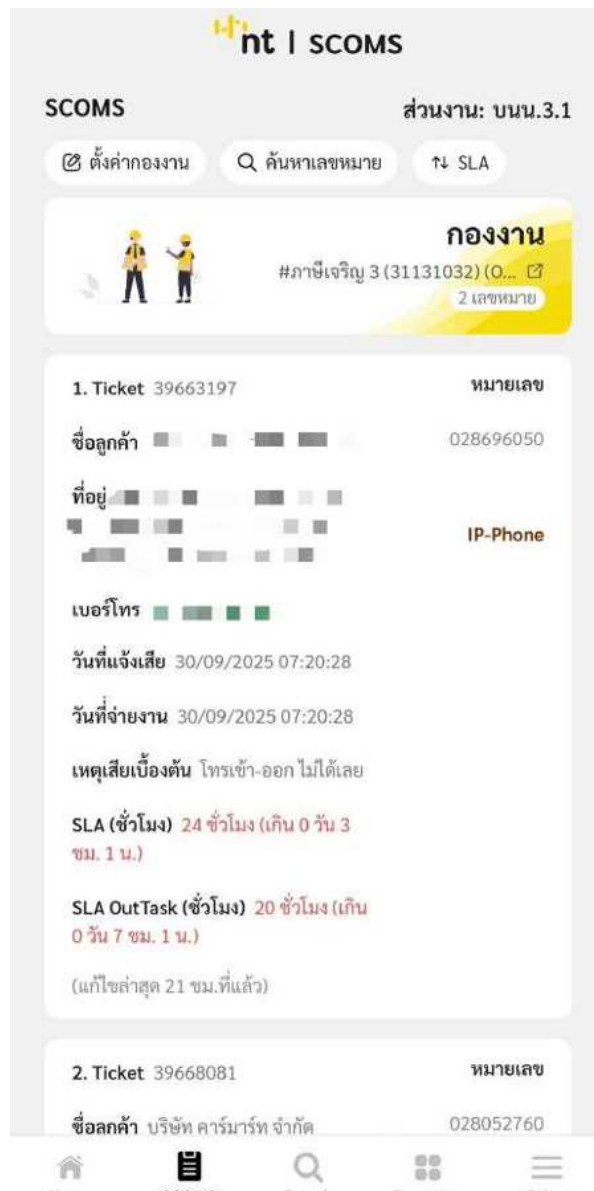 nt | SCOMS
SCOMS ส่วนงาน: บนน.3.1
ตั้งค่ากองงาน ค้นหาเลขหมาย ↑↓ SLA
กองงาน
#ภาษีเจริญ 3 (31131032) (O...
2 เลขหมาย
1. Ticket 39663197 หมายเลข
ชื่อลูกค้า 028696050
ที่อยู่
IP-Phone
เบอร์โทร
วันที่แจ้งเสีย 30/09/2025 07:20:28
วันที่จ่ายงาน 30/09/2025 07:20:28
เหตุเสียเบื้องต้น โทรเข้า-ออก ไม่ได้เลย
SLA (ชั่วโมง) 24 ชั่วโมง (เกิน 0 วัน 3
ชม. 1 น.)
SLA OutTask (ชั่วโมง) 20 ชั่วโมง (เกิน
0 วัน 7 ชม. 1 น.)
(แก้ไขล่าสุด 21 ชม.ที่แล้ว)
2. Ticket 39668081 หมายเลข
ชื่อลูกค้า บริษัท คาร์มาร์ท จำกัด 028052760